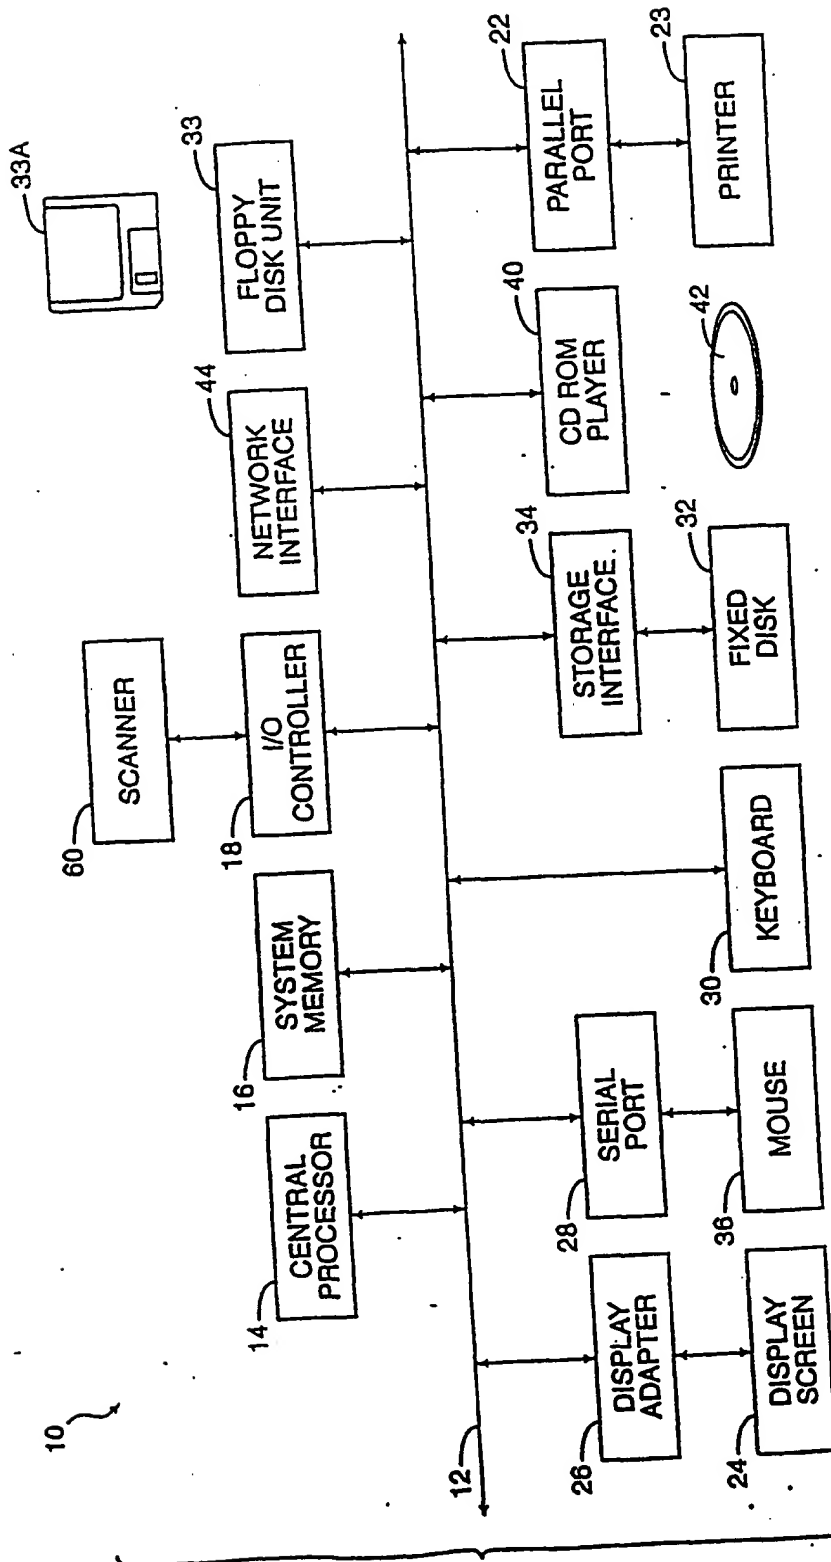 10
33A
60
SCANNER
14
CENTRAL
PROCESSOR
16
SYSTEM
MEMORY
18
I/O
CONTROLLER
44
NETWORK
INTERFACE
33
FLOPPY
DISK UNIT
12
26
DISPLAY
ADAPTER
28
SERIAL
PORT
34
STORAGE
INTERFACE
40
CD ROM
PLAYER
22
PARALLEL
PORT
24
DISPLAY
SCREEN
36
MOUSE
30
KEYBOARD
32
FIXED
DISK
42
23
PRINTER